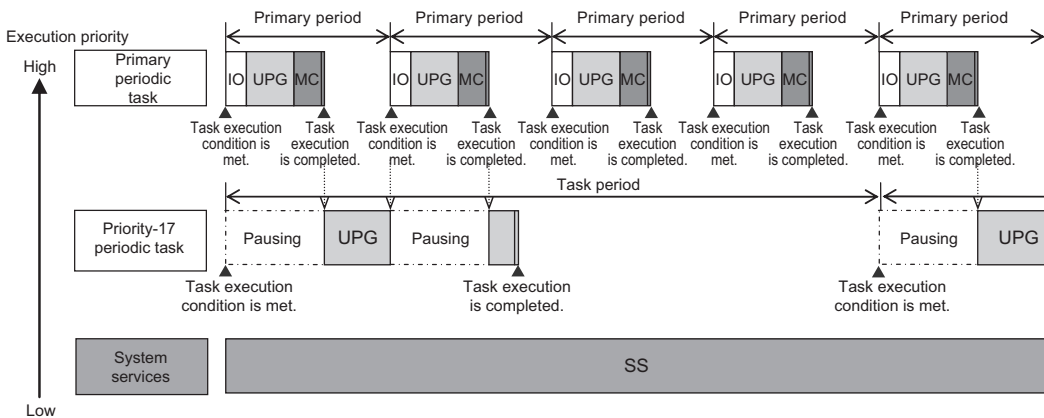 Primary period Primary period Primary period Primary period Primary period
Execution priority
High
Primary
periodic
task
IO UPG MC IO UPG MC IO UPG MC IO UPG MC IO UPG MC
Task execution
condition is
met.
Task
execution
is completed.
Task execution
condition is
met.
Task
execution
is completed.
Task execution
condition is
met.
Task
execution
is completed.
Task execution
condition is
met.
Task
execution
is completed.
Task execution
condition is
met.
Task
execution
is completed.
Task period
Priority-17
periodic task
Pausing UPG Pausing Pausing UPG
Task execution
condition is met.
Task execution
is completed.
Task execution
condition is met.
System
services
SS
Low